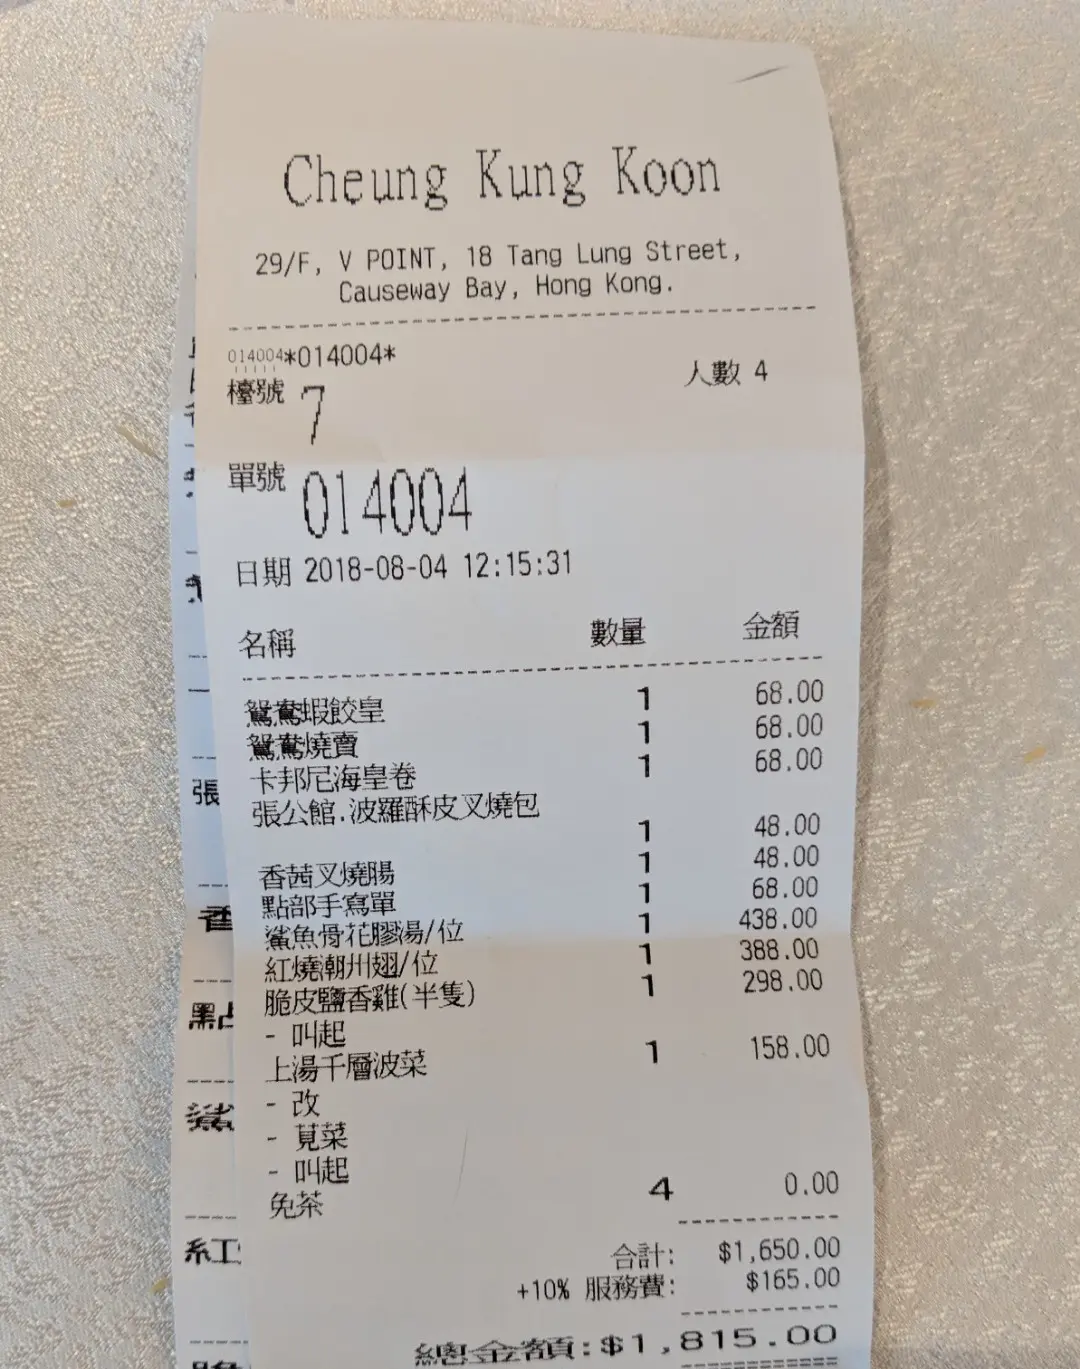 Cheung Kung Koon
29/F, V POINT, 18 Tang Lung Street,
Causeway Bay, Hong Kong.
014004*014004*
檯號 7 人數 4
單號 014004
日期 2018-08-04 12:15:31
名稱 數量 金額
鴛鴦蝦餃皇 1 68.00
鴛鴦燒賣 1 68.00
卡邦尼海皇卷 1 68.00
張公館.波羅酥皮叉燒包
1 48.00
香茜叉燒腸 1 48.00
點部手寫單 1 68.00
鯊魚骨花膠湯/位 1 438.00
紅燒潮州翅/位 1 388.00
脆皮鹽香雞(半隻) 1 298.00
- 叫起
上湯千層波菜 1 158.00
- 改
- 莧菜
- 叫起
免茶 4 0.00
合計: $1,650.00
+10% 服務費: $165.00
總金額:$1,815.00
張
香
點
鯊
紅